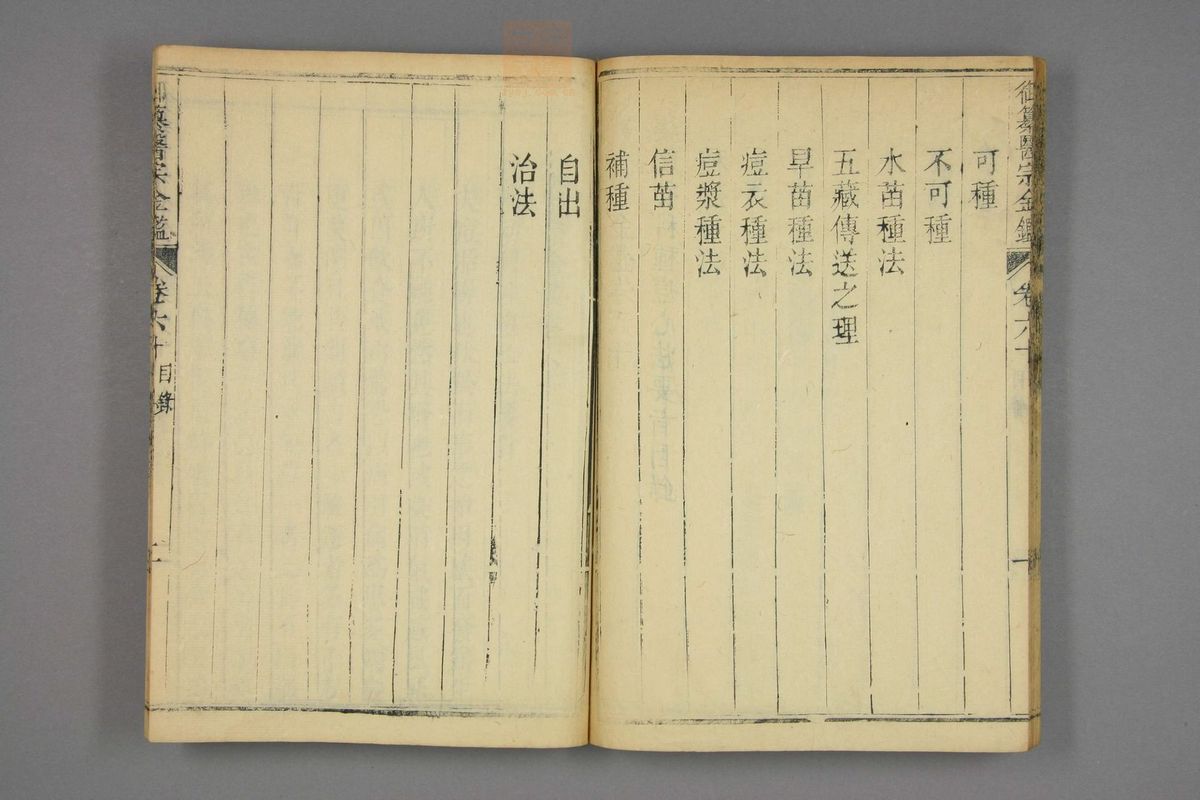 御纂醫宗金鑑 卷六十 一
可種
不可種
水苗種法
五藏傳送之理
旱苗種法
痘衣種法
痘漿種法
信苗
補種
自出
治法
御纂醫宗金鑑 卷六十 目錄 二